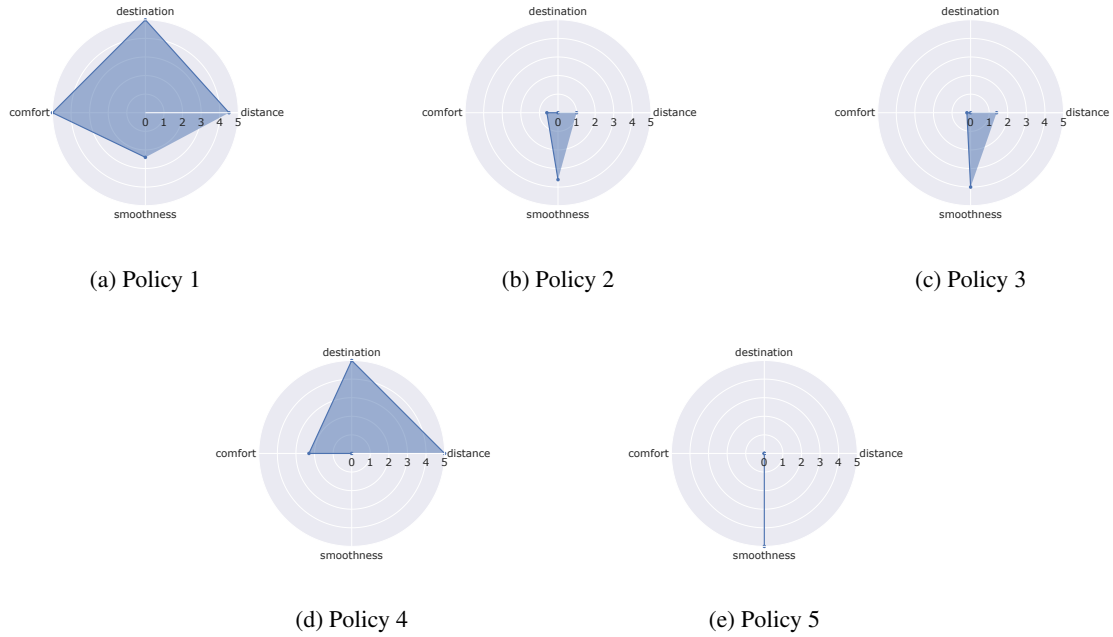 destination destination destination
comfort 0 1 2 3 4 5 distance comfort 0 1 2 3 4 5 distance comfort 0 1 2 3 4 5 distance
smoothness smoothness smoothness
(a) Policy 1 (b) Policy 2 (c) Policy 3
destination destination
comfort 0 1 2 3 4 5 distance comfort 0 1 2 3 4 5 distance
smoothness smoothness
(d) Policy 4 (e) Policy 5